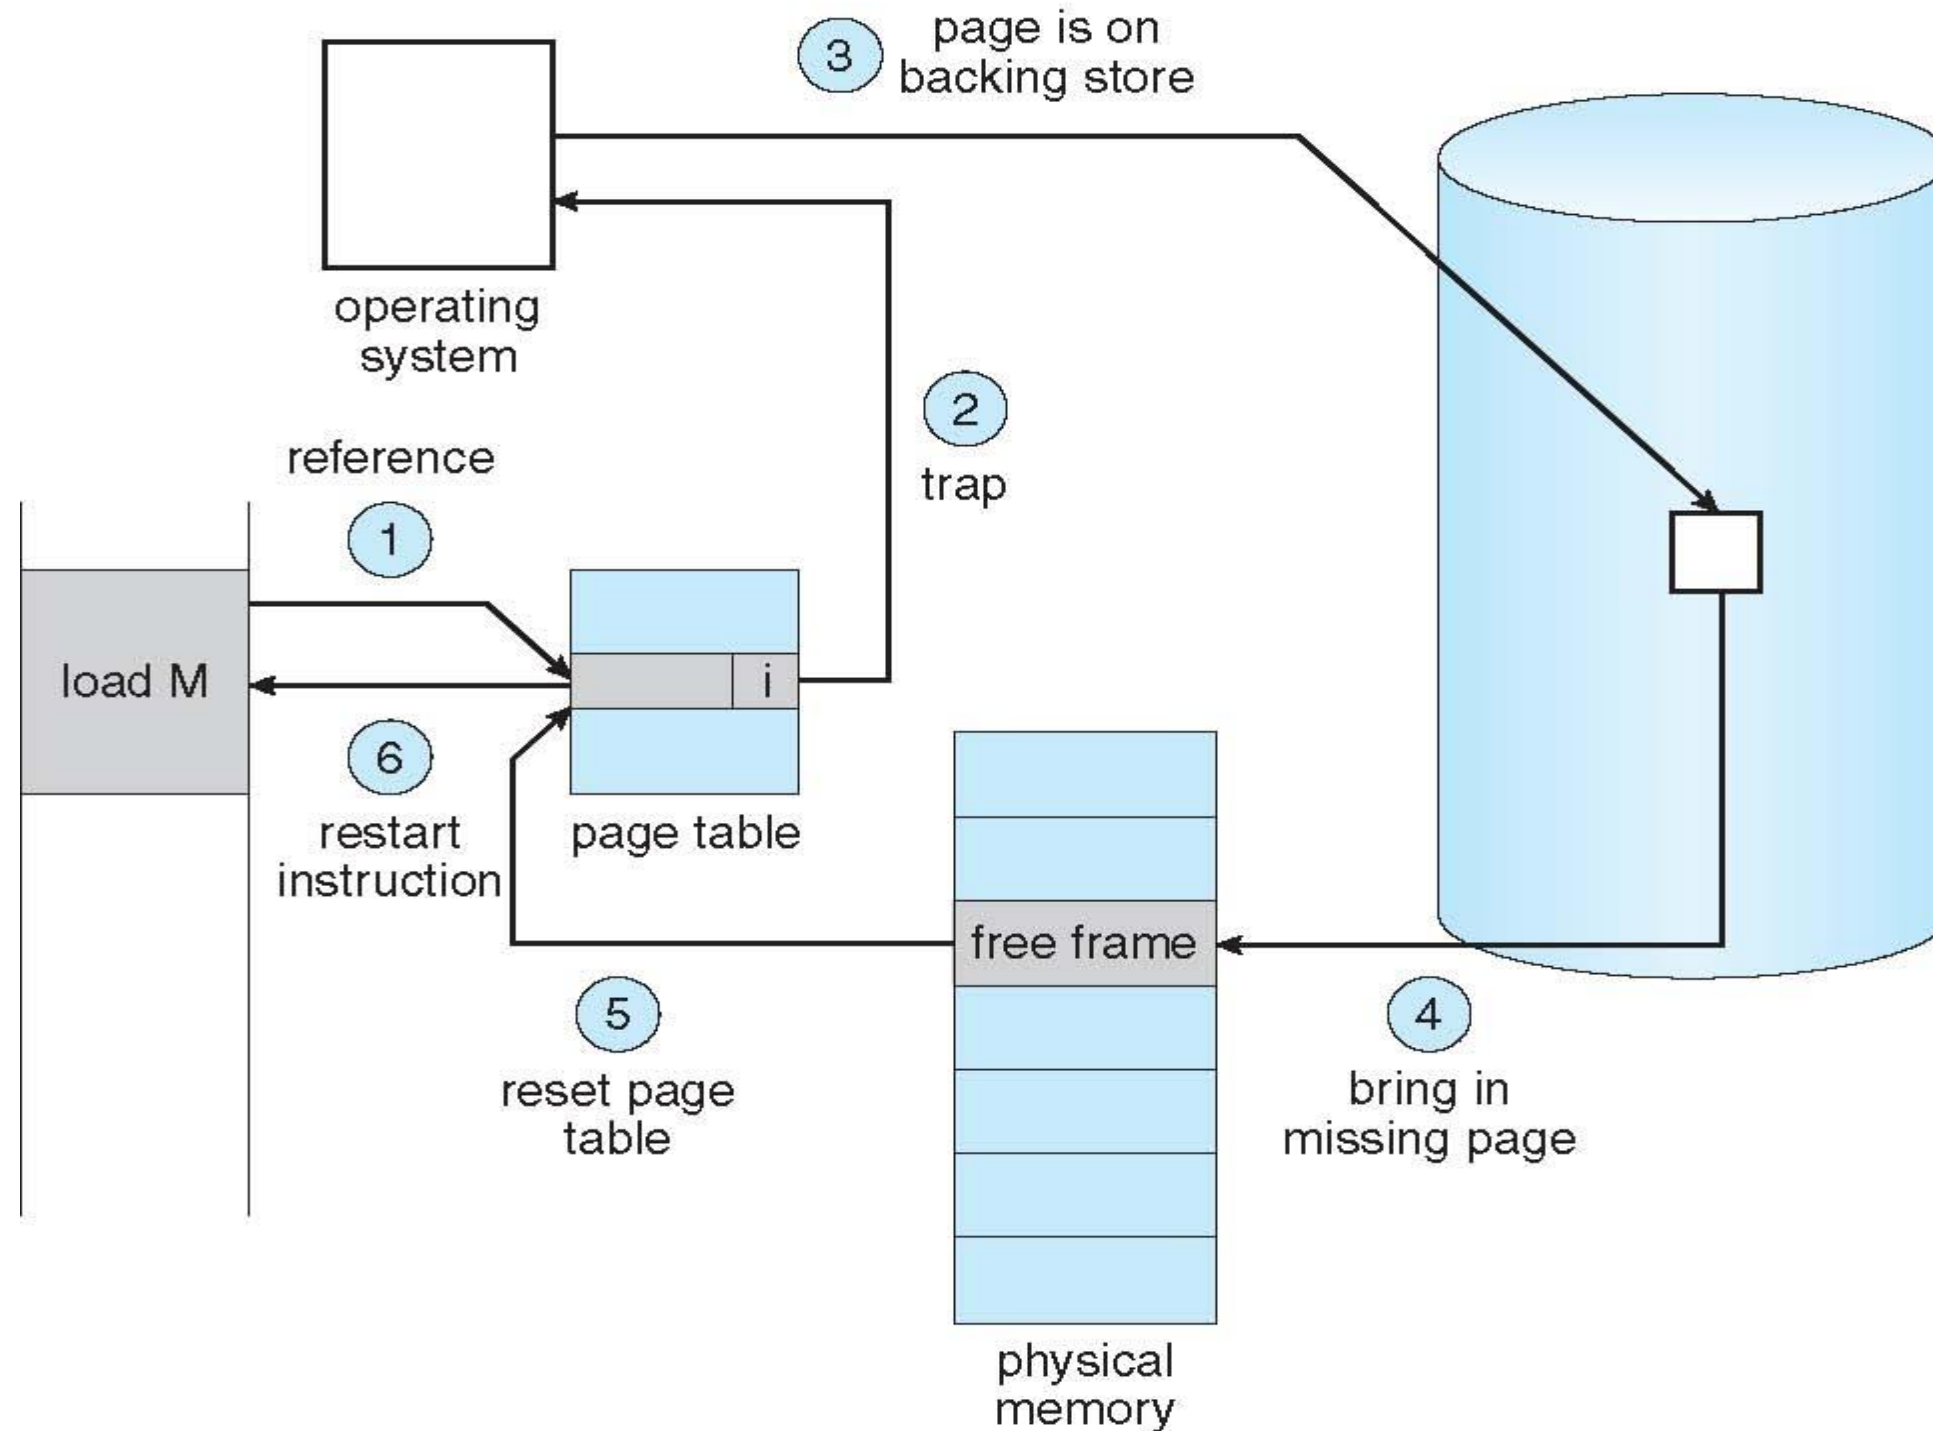 3
page is on
backing store
operating
system
2
trap
reference
1
load M
i
6
restart
instruction
page table
free frame
5
reset page
table
4
bring in
missing page
physical
memory